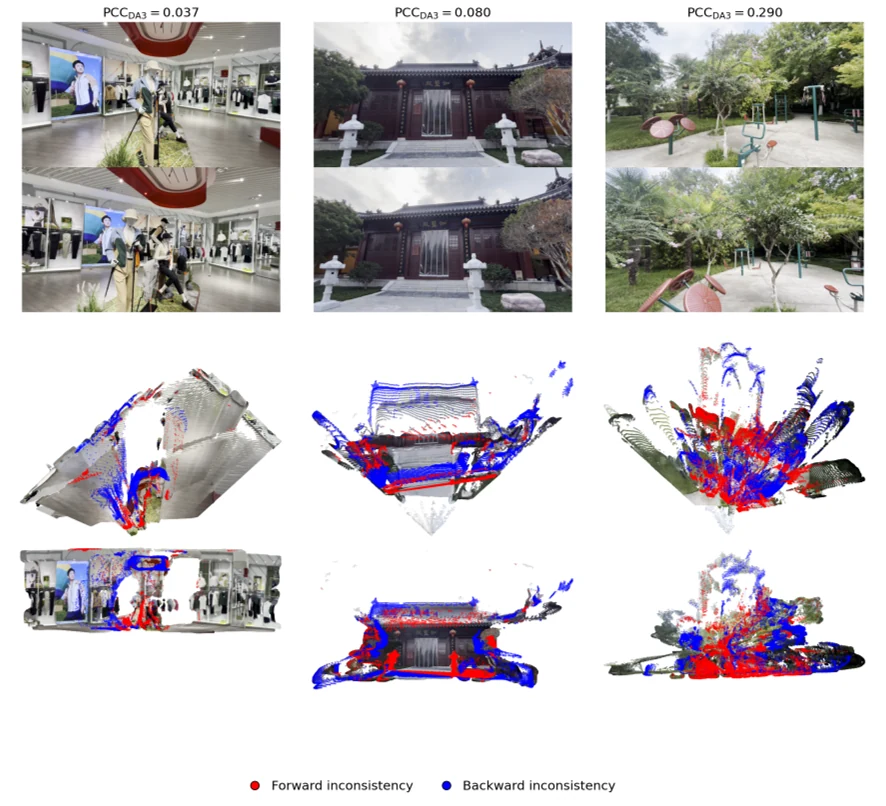 PCC_DA3 = 0.037
PCC_DA3 = 0.080
PCC_DA3 = 0.290
Forward inconsistency
Backward inconsistency